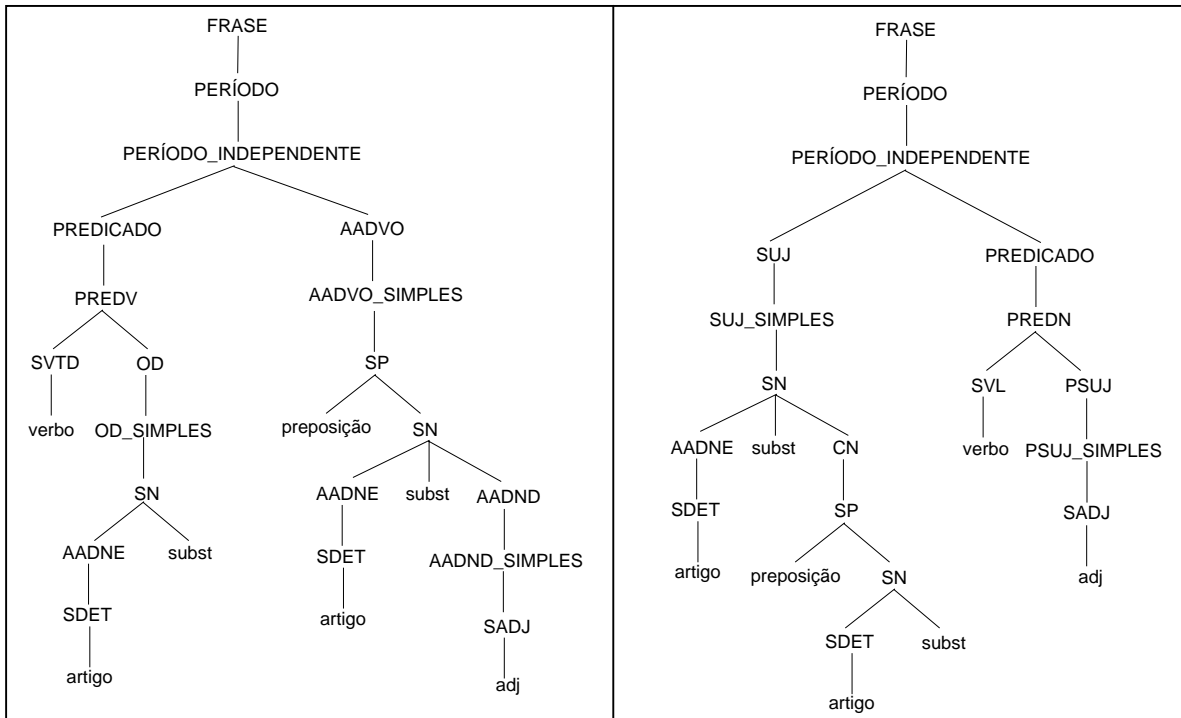 FRASE
PERÍODO
PERÍODO_INDEPENDENTE
PREDICADO AADVO
PREDV AADVO_SIMPLES
SVTD OD SP
verbo OD_SIMPLES preposição SN
SN AADNE subst AADND
AADNE subst SDET AADND_SIMPLES
SDET artigo SADJ
artigo adj
FRASE
PERÍODO
PERÍODO_INDEPENDENTE
SUJ PREDICADO
SUJ_SIMPLES PREDN
SN SVL PSUJ
AADNE subst CN verbo PSUJ_SIMPLES
SDET SP SADJ
artigo preposição SN adj
SDET subst
artigo